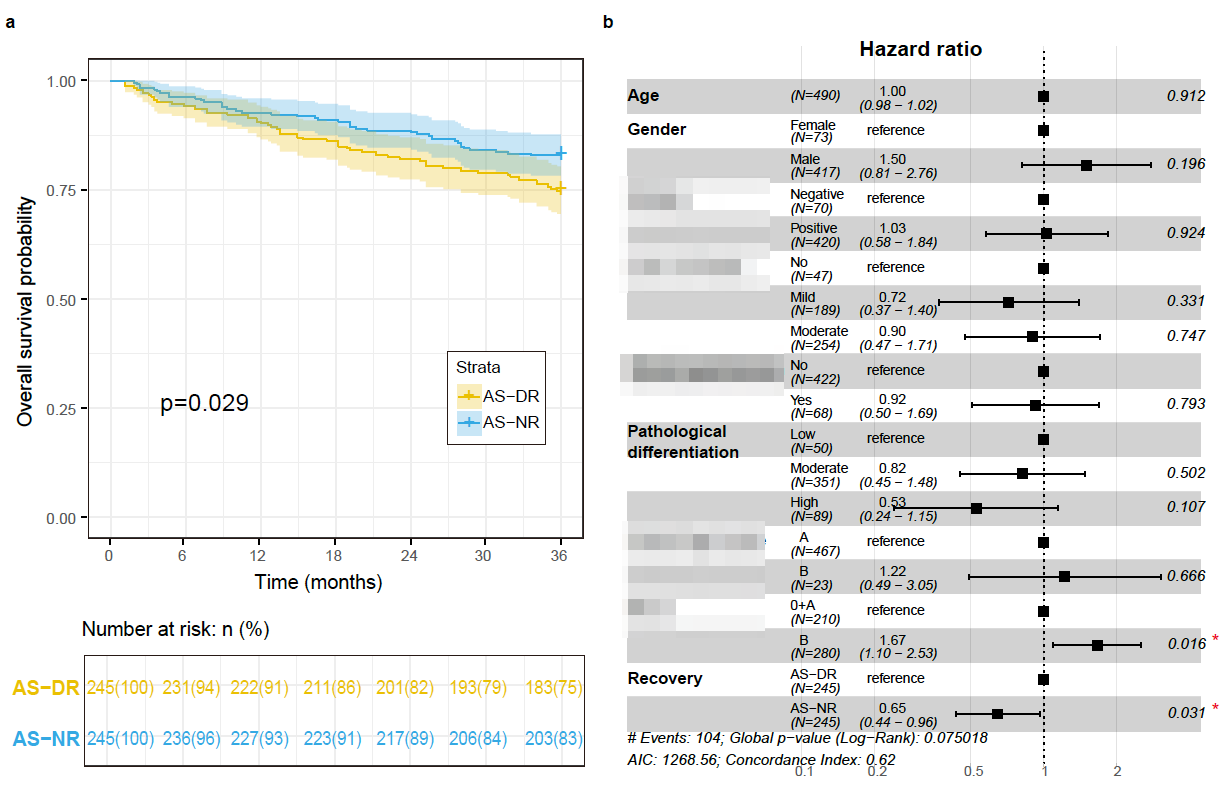 a
1.00
0.75
0.50
0.25
0.00
Overall survival probability
p=0.029
Strata
AS−DR
AS−NR
0 6 12 18 24 30 36
Time (months)
Number at risk: n (%)
AS−DR 245(100) 231(94) 222(91) 211(86) 201(82) 193(79) 183(75)
AS−NR 245(100) 236(96) 227(93) 223(91) 217(89) 206(84) 203(83)
b
Hazard ratio
Age (N=490) 1.00 (0.98 − 1.02) 0.912
Gender Female (N=73) reference
Male (N=417) 1.50 (0.81 − 2.76) 0.196
Negative (N=70) reference
Positive (N=420) 1.03 (0.58 − 1.84) 0.924
No (N=47) reference
Mild (N=189) 0.72 (0.37 − 1.40) 0.331
Moderate (N=254) 0.90 (0.47 − 1.71) 0.747
No (N=422) reference
Yes (N=68) 0.92 (0.50 − 1.69) 0.793
Pathological
differentiation
Low (N=50) reference
Moderate (N=351) 0.82 (0.45 − 1.48) 0.502
High (N=89) 0.53 (0.24 − 1.15) 0.107
A (N=467) reference
B (N=23) 1.22 (0.49 − 3.05) 0.666
0+A (N=210) reference
B (N=280) 1.67 (1.10 − 2.53) 0.016 *
Recovery AS−DR (N=245) reference
AS−NR (N=245) 0.65 (0.44 − 0.96) 0.031 *
# Events: 104; Global p−value (Log−Rank): 0.075018
AIC: 1268.56; Concordance Index: 0.62
0.1 0.2 0.5 1 2